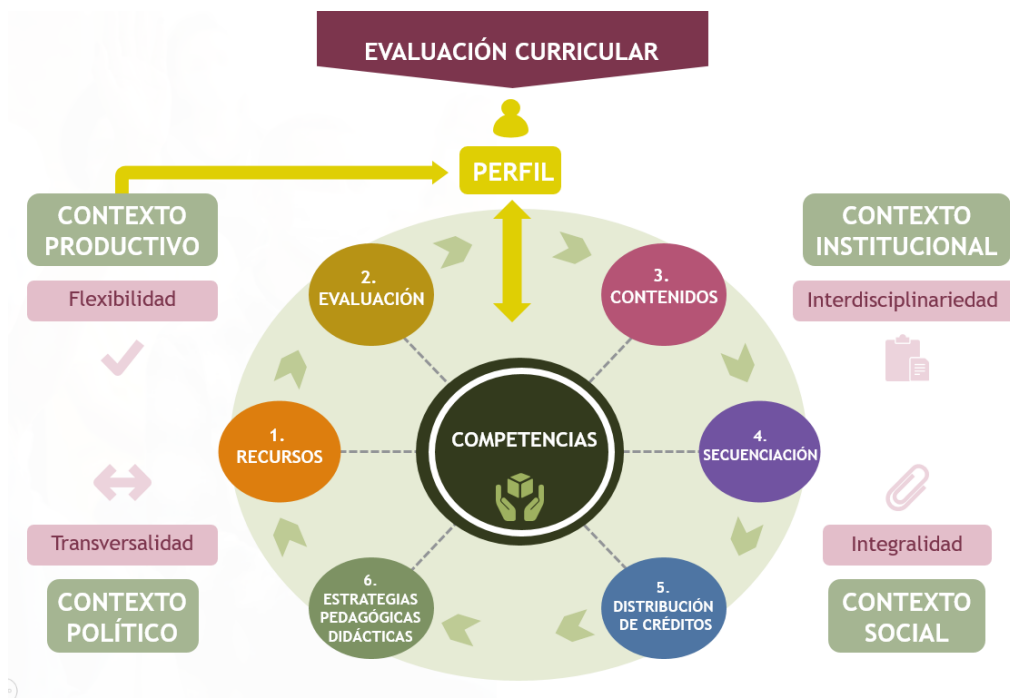 EVALUACIÓN CURRICULAR
PERFIL
CONTEXTO
PRODUCTIVO
Flexibilidad
CONTEXTO
INSTITUCIONAL
Interdisciplinariedad
2.
EVALUACIÓN
3.
CONTENIDOS
1.
RECURSOS
COMPETENCIAS
4.
SECUENCIACIÓN
Transversalidad
CONTEXTO
POLÍTICO
6.
ESTRATEGIAS
PEDAGÓGICAS
DIDÁCTICAS
5.
DISTRIBUCIÓN
DE CRÉDITOS
Integralidad
CONTEXTO
SOCIAL